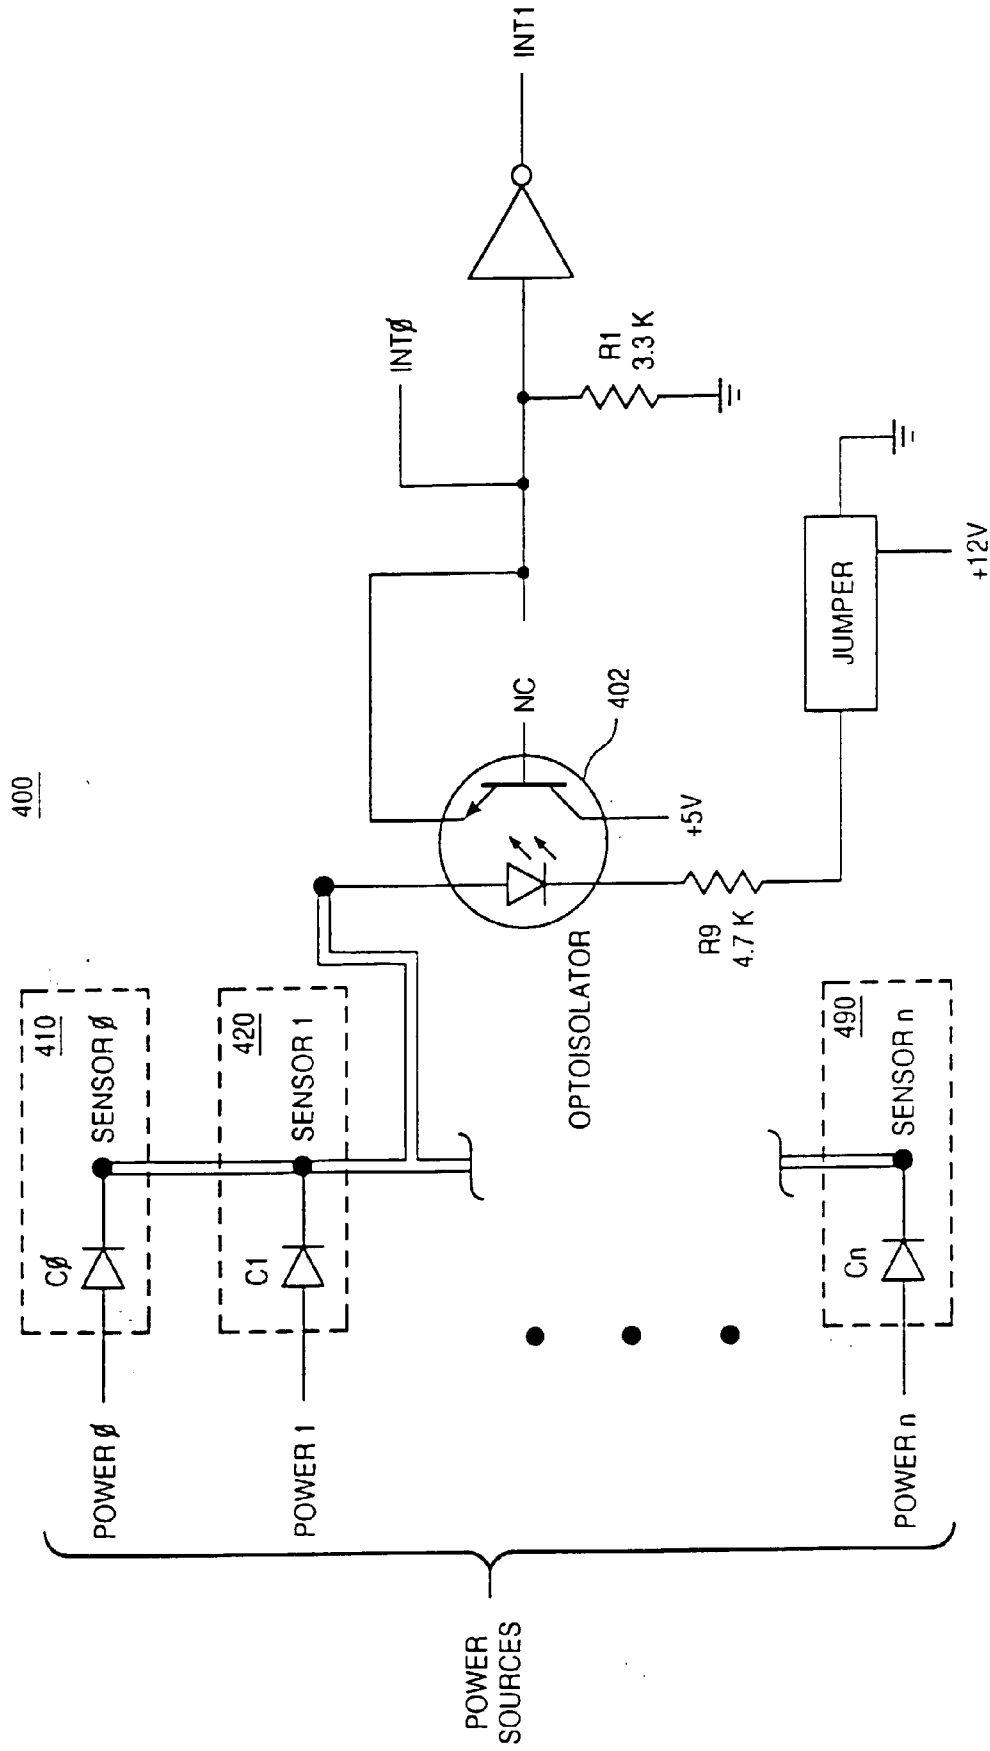 400
POWER SOURCES
POWER Ø
CØ
410
SENSOR Ø
POWER 1
C1
420
SENSOR 1
POWER n
Cn
490
SENSOR n
OPTOISOLATOR
402
NC
+5V
R9
4.7 K
JUMPER
+12V
INTØ
R1
3.3 K
INT1